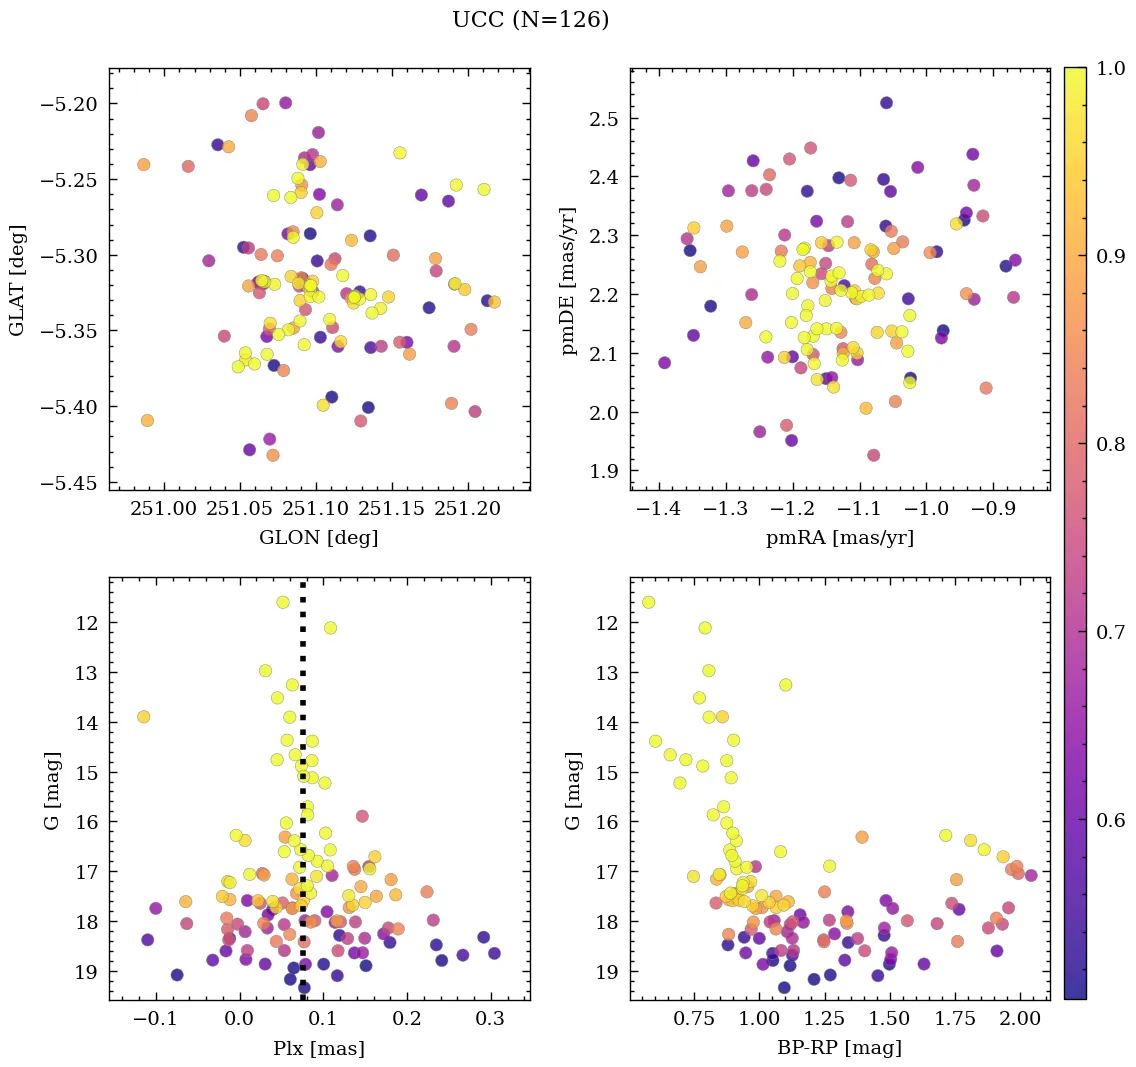 UCC (N=126)
−5.20
−5.25
−5.30
−5.35
−5.40
−5.45
GLAT [deg]
251.00 251.05 251.10 251.15 251.20
GLON [deg]
2.5
2.4
2.3
2.2
2.1
2.0
1.9
pmDE [mas/yr]
−1.4 −1.3 −1.2 −1.1 −1.0 −0.9
pmRA [mas/yr]
12
13
14
15
16
17
18
19
G [mag]
−0.1 0.0 0.1 0.2 0.3
Plx [mas]
12
13
14
15
16
17
18
19
G [mag]
0.75 1.00 1.25 1.50 1.75 2.00
BP-RP [mag]
1.0
0.9
0.8
0.7
0.6